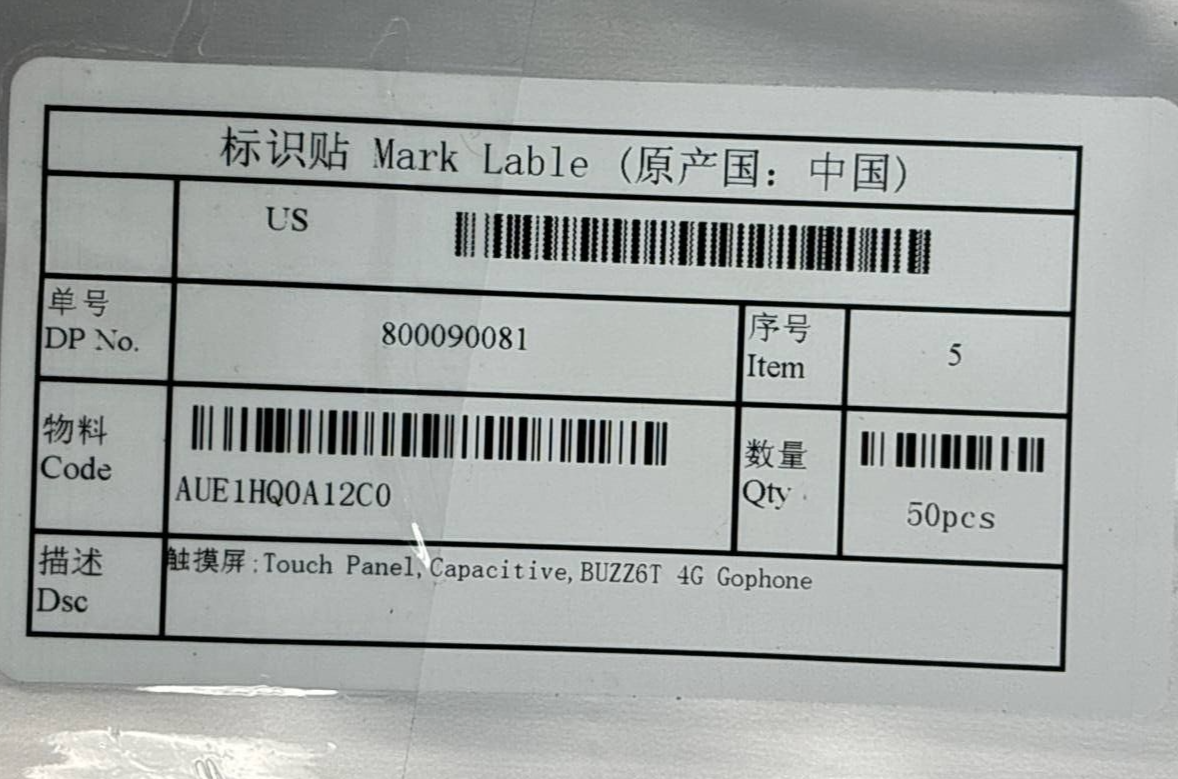 标识贴 Mark Lable (原产国：中国)
US
单号
DP No.
800090081
序号
Item
5
物料
Code
AUE1HQ0A12C0
数量
Qty
50pcs
描述
Dsc
触摸屏:Touch Panel,Capacitive,BUZZ6T 4G Gophone